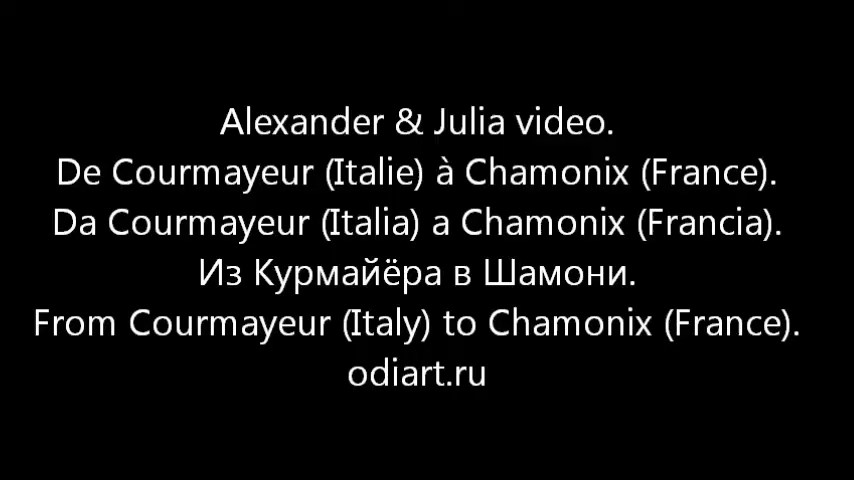 Alexander & Julia video.
De Courmayeur (Italie) à Chamonix (France).
Da Courmayeur (Italia) a Chamonix (Francia).
Из Курмайёра в Шамони.
From Courmayeur (Italy) to Chamonix (France).
odiart.ru